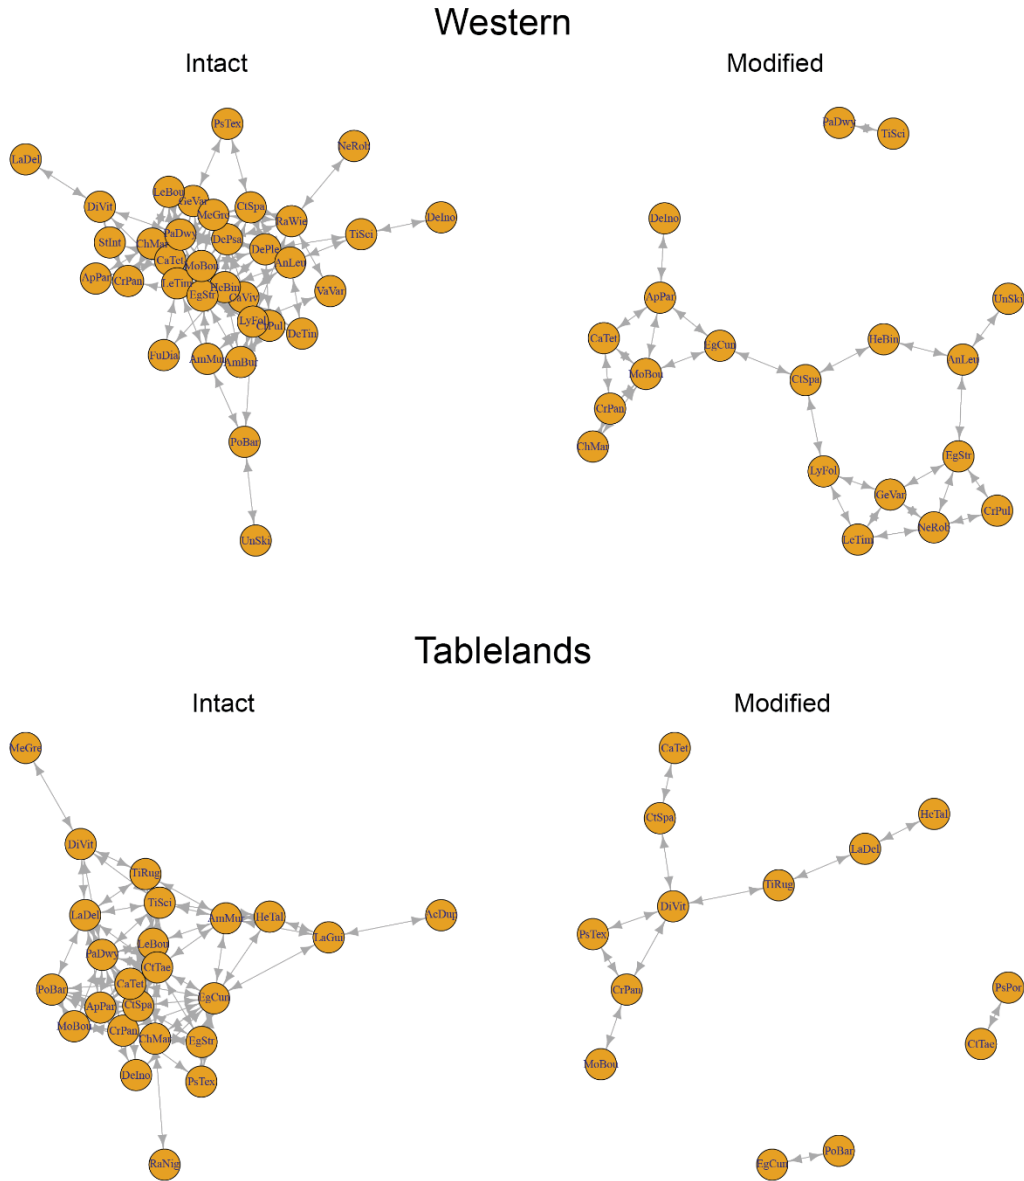 Western
Intact
Modified
PsTex
LaDel
NeRob
DiVit
LeBou
GeVar
McGre
CtSpa
RaWie
DeIno
StInt
ChMar
PaDwy
DePsa
DePle
TiSci
ApPar
CrPan
CaTet
MoBou
AnLeu
LeTim
EgStr
HeBin
CaViv
VaVar
LyFol
CrPul
DeTin
FuDia
AmMur
AmBur
PoBar
UnSki
PaDwy
TiSci
DeIno
ApPar
UnSki
CaTet
EgCun
HeBin
AnLeu
MoBou
CtSpa
CrPan
ChMar
LyFol
EgStr
GeVar
CrPul
LeTim
NeRob
Tablelands
Intact
Modified
MeGre
DiVit
TiRug
LaDel
TiSci
AmMur
HeTal
AcDup
LaGui
PaDwy
LeBou
CtTae
PoBar
CaTet
ApPar
CtSpa
EgCun
MoBou
CrPan
ChMar
EgStr
DeIno
PsTex
RaNig
CaTet
CtSpa
HeTal
LaDel
TiRug
DiVit
PsTex
CrPan
MoBou
PsPor
CtTae
EgCun
PoBar